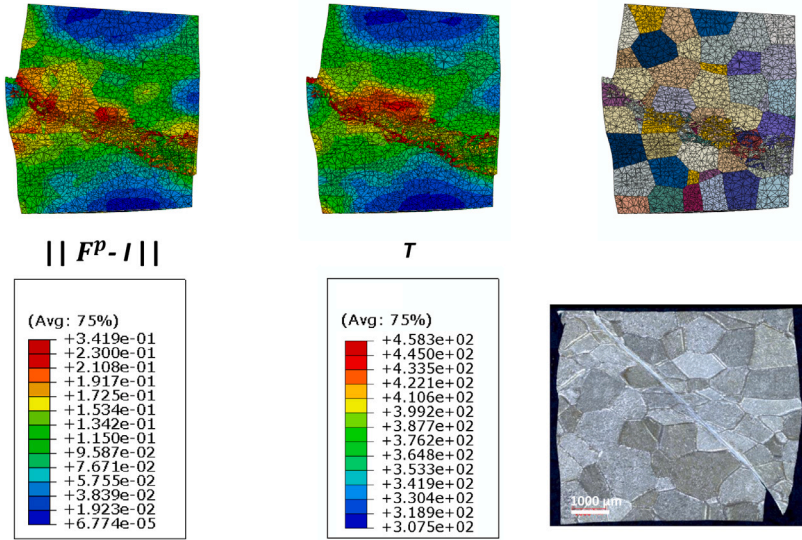 || Fᵖ - I ||
T
(Avg: 75%)
+3.419e-01
+2.300e-01
+2.108e-01
+1.917e-01
+1.725e-01
+1.534e-01
+1.342e-01
+1.150e-01
+9.587e-02
+7.671e-02
+5.755e-02
+3.839e-02
+1.923e-02
+6.774e-05
(Avg: 75%)
+4.583e+02
+4.450e+02
+4.335e+02
+4.221e+02
+4.106e+02
+3.992e+02
+3.877e+02
+3.762e+02
+3.648e+02
+3.533e+02
+3.419e+02
+3.304e+02
+3.189e+02
+3.075e+02
1000 µm